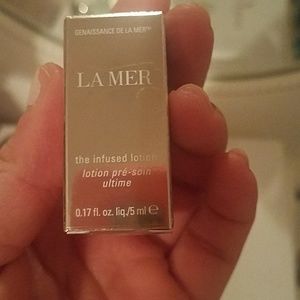 GENAISSANCE DE LA MER™
LA MER
the infused lotion
lotion pré-soin
ultime
0.17 fl. oz. liq./5 ml ℮